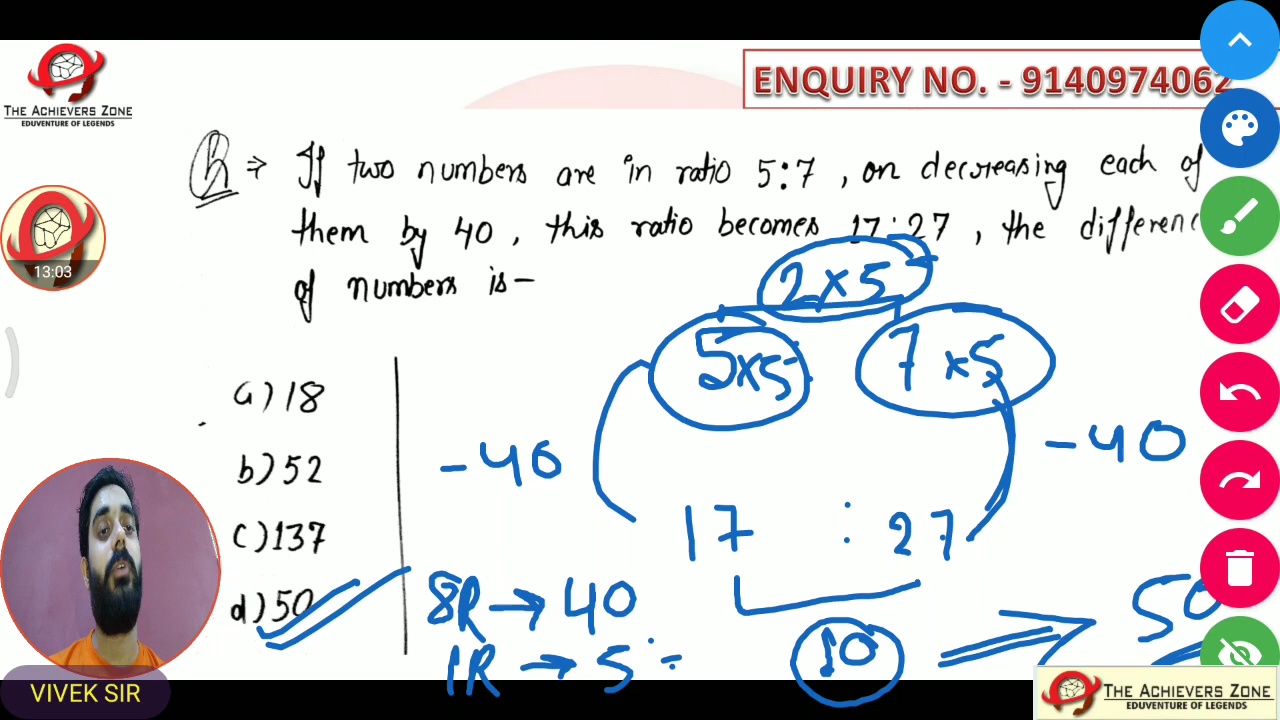 THE ACHIEVERS ZONE
EDUVENTURE OF LEGENDS
ENQUIRY NO. - 9140974062
Q ⇒ If two numbers are in ratio 5:7, on decreasing each of
them by 40, this ratio becomes 17:27, the differenc
of numbers is -
13:03
2×5
5×5 7×5
a) 18
b) 52
c) 137
d) 50
-40 -40
17 : 27
8R → 40
1R → 5
10
50
VIVEK SIR
THE ACHIEVERS ZONE
EDUVENTURE OF LEGENDS